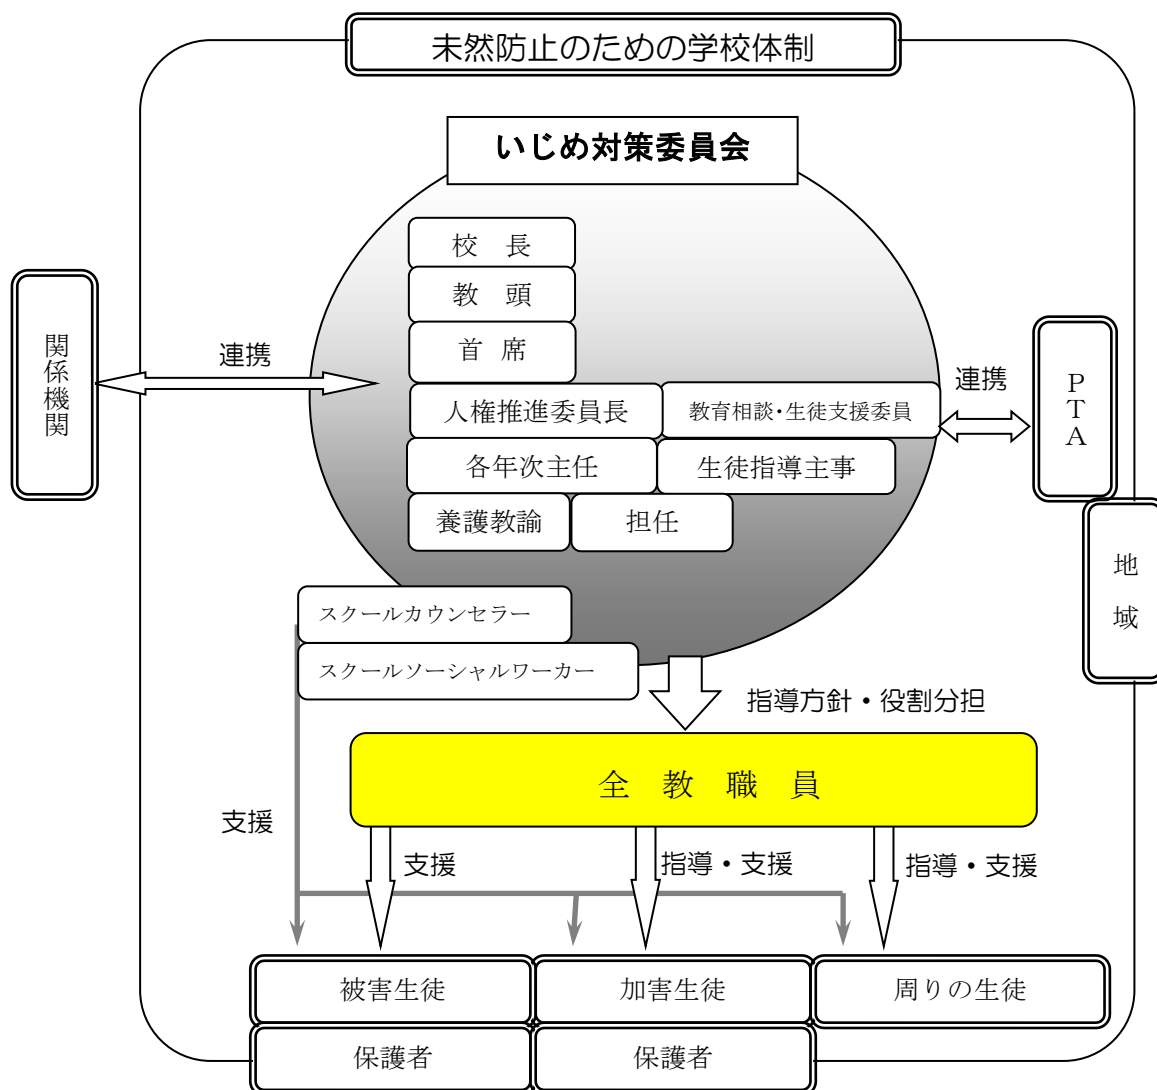 未然防止のための学校体制
いじめ対策委員会
校　長
教　頭
首 席
人権推進委員長
教育相談・生徒支援委員
各年次主任
生徒指導主事
養護教諭
担任
関係機関
連携
連携
PTA
地域
スクールカウンセラー
スクールソーシャルワーカー
指導方針・役割分担
全　教　職　員
支援
支援
指導・支援
指導・支援
被害生徒
加害生徒
周りの生徒
保護者
保護者